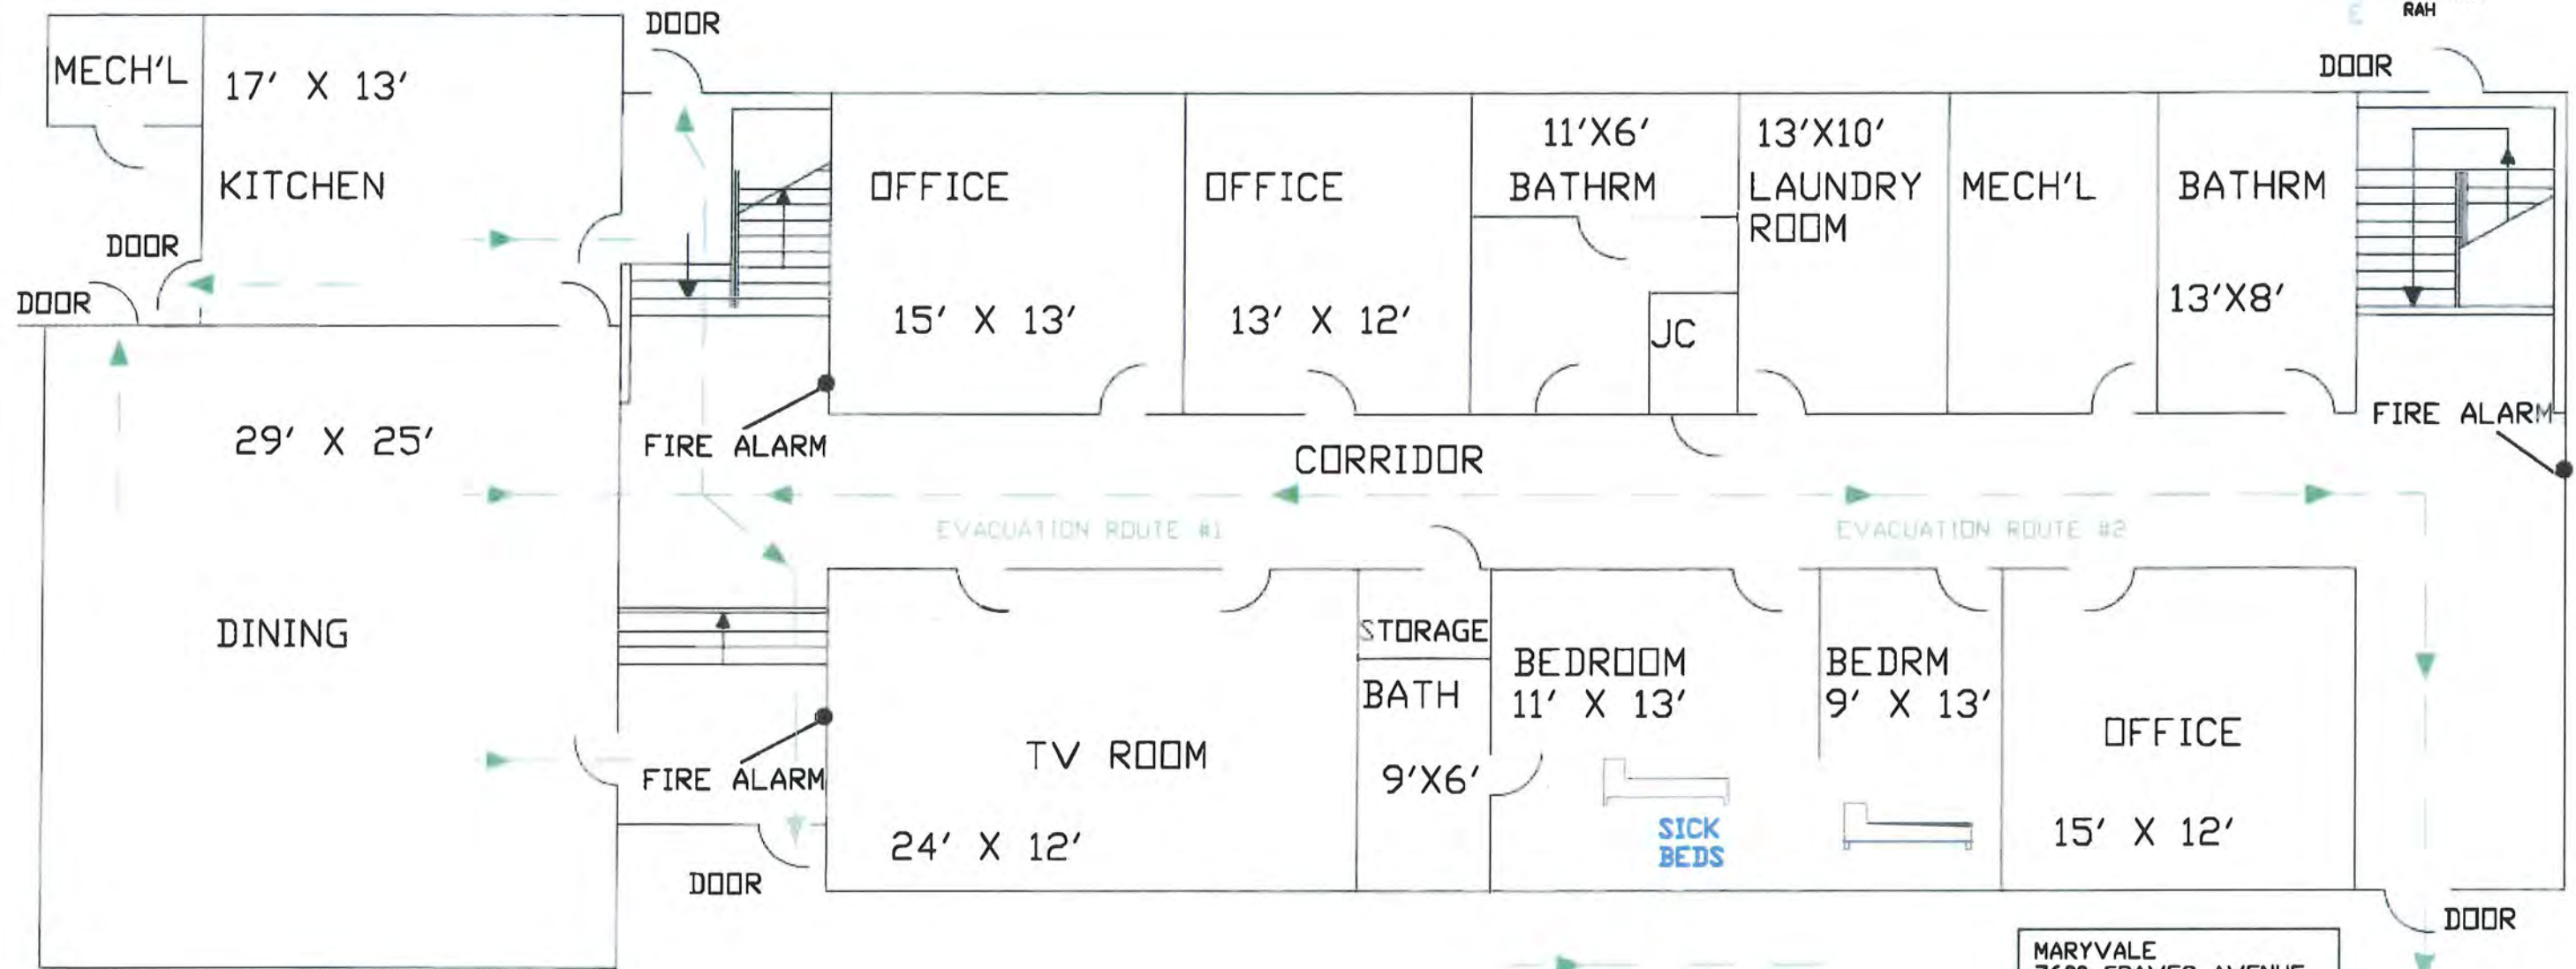 RAH
DOOR
DOOR
MECH'L
17' X 13'
KITCHEN
DOOR
DOOR
OFFICE
15' X 13'
OFFICE
13' X 12'
11'X6'
BATHRM
JC
13'X10'
LAUNDRY
ROOM
MECH'L
BATHRM
13'X8'
FIRE ALARM
FIRE ALARM
29' X 25'
DINING
CORRIDOR
EVACUATION ROUTE #1
EVACUATION ROUTE #2
FIRE ALARM
DOOR
TV ROOM
24' X 12'
STORAGE
BATH
9'X6'
BEDROOM
11' X 13'
SICK
BEDS
BEDRM
9' X 13'
OFFICE
15' X 12'
DOOR
MARYVALE